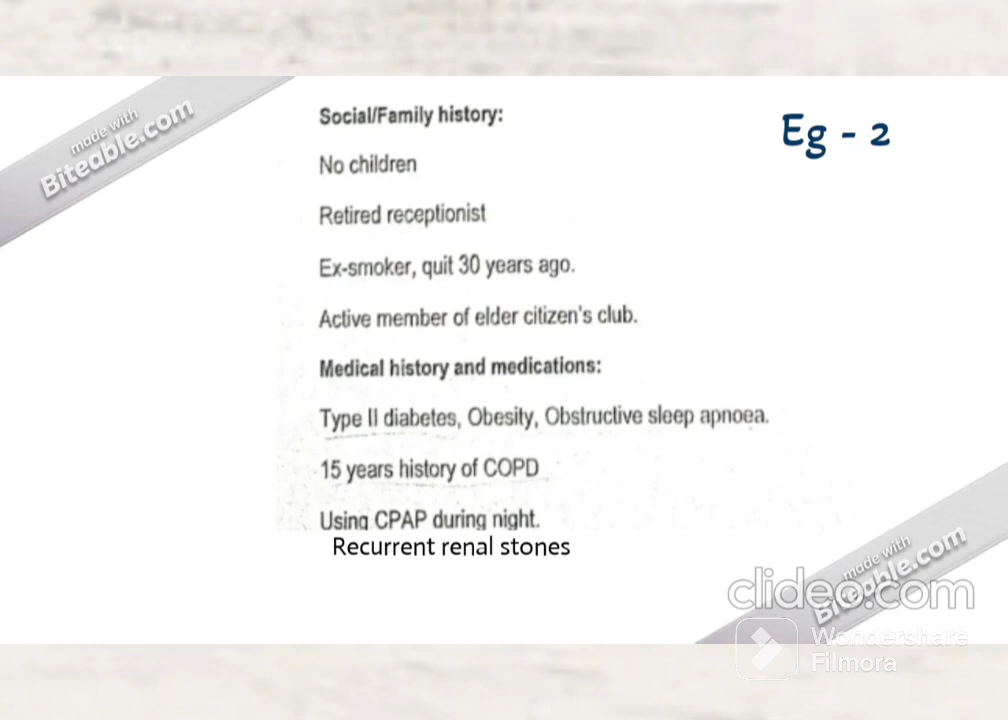 made with
Biteable.com
Social/Family history:
Eg - 2
No children
Retired receptionist
Ex-smoker, quit 30 years ago.
Active member of elder citizen's club.
Medical history and medications:
Type II diabetes, Obesity, Obstructive sleep apnoea.
15 years history of COPD
Using CPAP during night.
Recurrent renal stones
made with
Biteable.com
clideo.com
Wondershare
Filmora